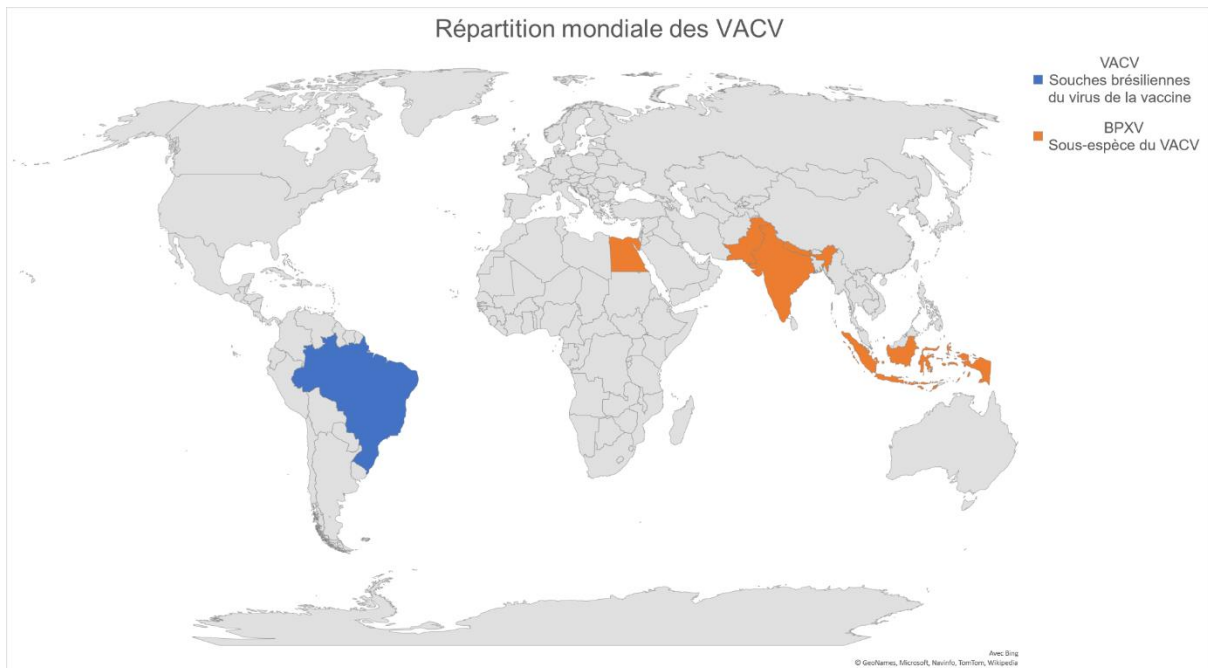 Répartition mondiale des VACV
VACV
Souches brésiliennes
du virus de la vaccine
BPXV
Sous-espèce du VACV
Avec Bing
© GeoNames, Microsoft, Navinfo, TomTom, Wikipedia